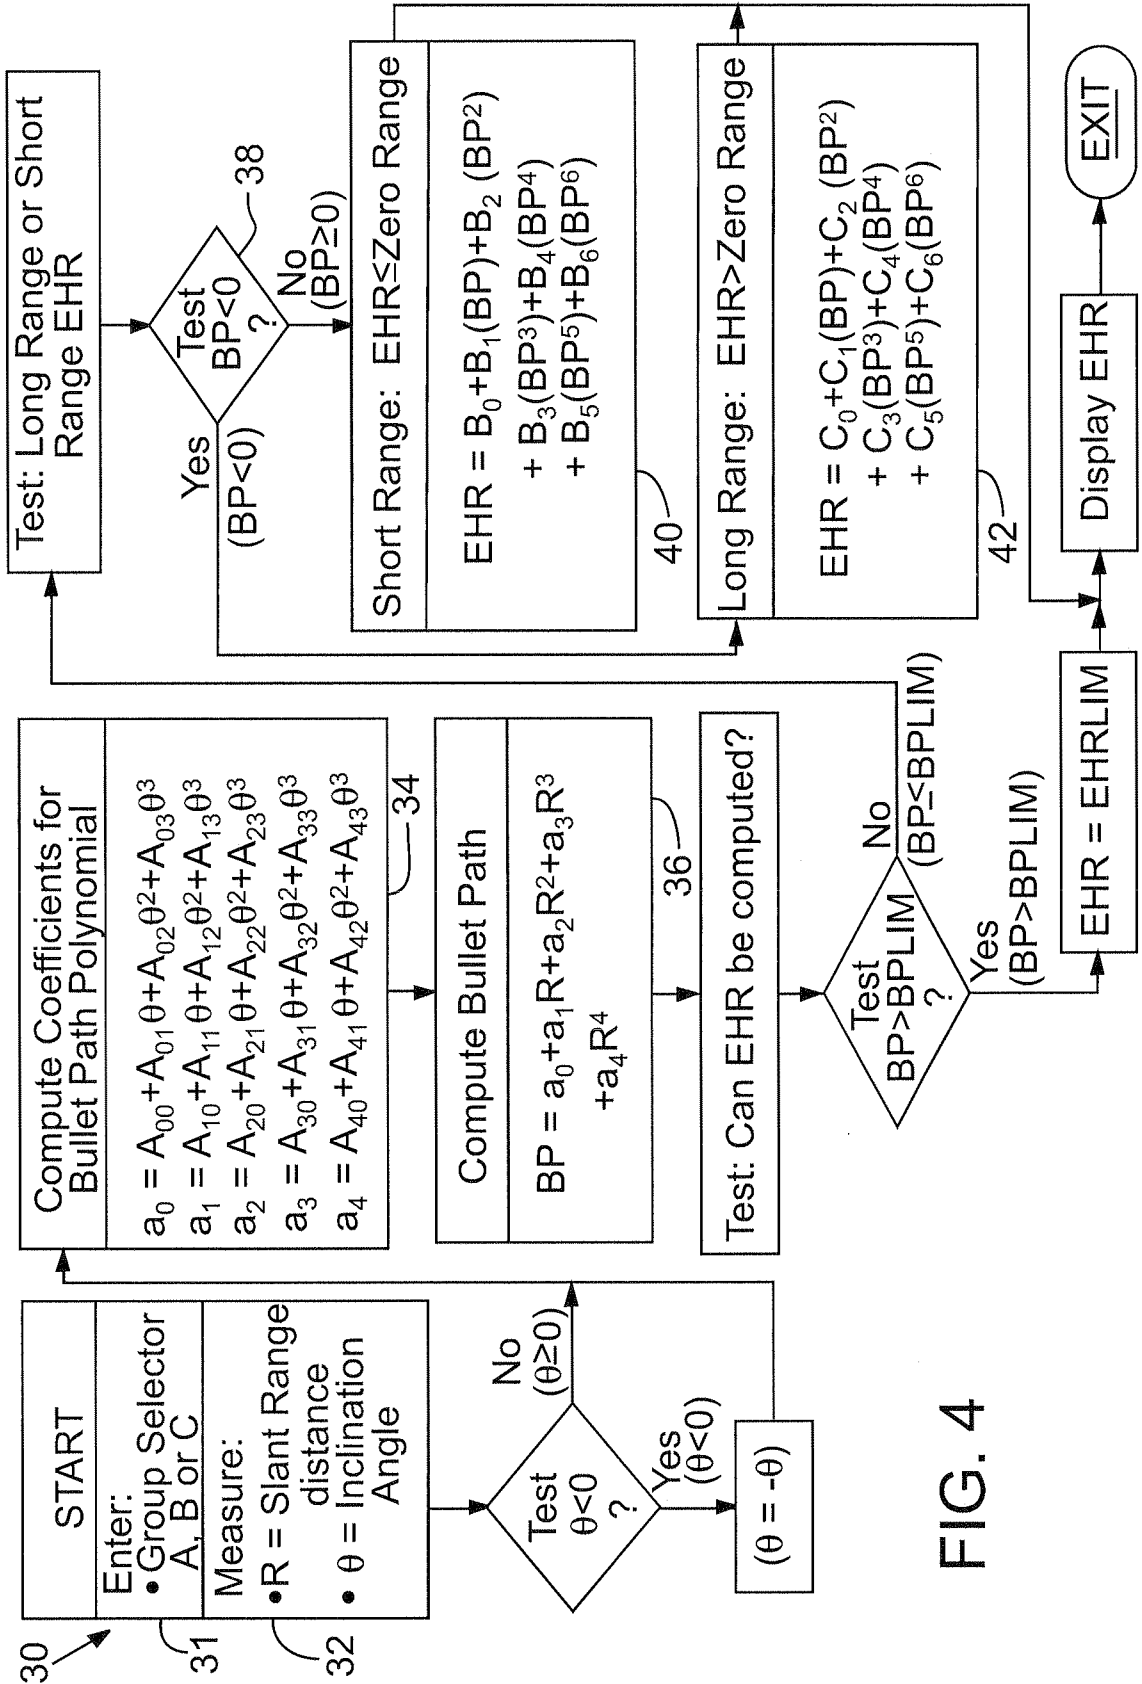 30
START
Enter:
• Group Selector
A, B or C
31
Measure:
• R = Slant Range
distance
• θ = Inclination
Angle
32
Test
θ<0
?
No
(θ≥0)
Yes
(θ<0)
(θ = -θ)
Compute Coefficients for
Bullet Path Polynomial
a₀ = A₀₀+A₀₁θ+A₀₂θ²+A₀₃θ³
a₁ = A₁₀+A₁₁θ+A₁₂θ²+A₁₃θ³
a₂ = A₂₀+A₂₁θ+A₂₂θ²+A₂₃θ³
a₃ = A₃₀+A₃₁θ+A₃₂θ²+A₃₃θ³
a₄ = A₄₀+A₄₁θ+A₄₂θ²+A₄₃θ³
34
Compute Bullet Path
BP = a₀+a₁R+a₂R²+a₃R³
+a₄R⁴
36
Test: Can EHR be computed?
Test
BP>BPLIM
?
No
(BP≤BPLIM)
Yes
(BP>BPLIM)
EHR = EHRLIM
Test: Long Range or Short
Range EHR
Test
BP<0
?
38
Yes
(BP<0)
No
(BP≥0)
Short Range: EHR≤Zero Range
EHR = B₀+B₁(BP)+B₂ (BP²)
+ B₃(BP³)+B₄(BP⁴)
+ B₅(BP⁵)+B₆(BP⁶)
40
Long Range: EHR>Zero Range
EHR = C₀+C₁(BP)+C₂ (BP²)
+ C₃(BP³)+C₄(BP⁴)
+ C₅(BP⁵)+C₆(BP⁶)
42
Display EHR
EXIT
FIG. 4